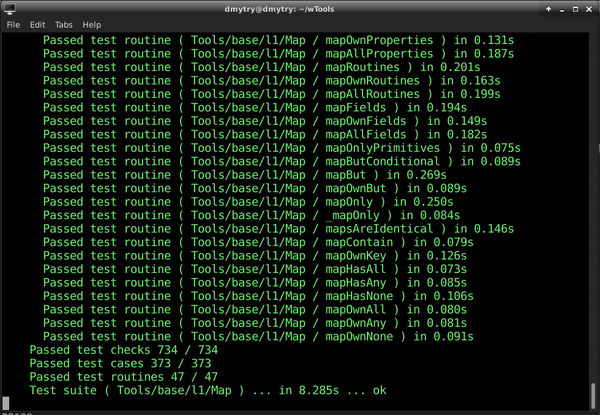 dmytry@dmytry: ~/wTools
File Edit Tabs Help
Passed test routine ( Tools/base/l1/Map / mapOwnProperties ) in 0.131s
Passed test routine ( Tools/base/l1/Map / mapAllProperties ) in 0.187s
Passed test routine ( Tools/base/l1/Map / mapRoutines ) in 0.201s
Passed test routine ( Tools/base/l1/Map / mapOwnRoutines ) in 0.163s
Passed test routine ( Tools/base/l1/Map / mapAllRoutines ) in 0.199s
Passed test routine ( Tools/base/l1/Map / mapFields ) in 0.194s
Passed test routine ( Tools/base/l1/Map / mapOwnFields ) in 0.149s
Passed test routine ( Tools/base/l1/Map / mapAllFields ) in 0.182s
Passed test routine ( Tools/base/l1/Map / mapOnlyPrimitives ) in 0.075s
Passed test routine ( Tools/base/l1/Map / mapButConditional ) in 0.089s
Passed test routine ( Tools/base/l1/Map / mapBut ) in 0.269s
Passed test routine ( Tools/base/l1/Map / mapOwnBut ) in 0.089s
Passed test routine ( Tools/base/l1/Map / mapOnly ) in 0.250s
Passed test routine ( Tools/base/l1/Map / _mapOnly ) in 0.084s
Passed test routine ( Tools/base/l1/Map / mapsAreIdentical ) in 0.146s
Passed test routine ( Tools/base/l1/Map / mapContain ) in 0.079s
Passed test routine ( Tools/base/l1/Map / mapOwnKey ) in 0.126s
Passed test routine ( Tools/base/l1/Map / mapHasAll ) in 0.073s
Passed test routine ( Tools/base/l1/Map / mapHasAny ) in 0.085s
Passed test routine ( Tools/base/l1/Map / mapHasNone ) in 0.106s
Passed test routine ( Tools/base/l1/Map / mapOwnAll ) in 0.080s
Passed test routine ( Tools/base/l1/Map / mapOwnAny ) in 0.081s
Passed test routine ( Tools/base/l1/Map / mapOwnNone ) in 0.091s
Passed test checks 734 / 734
Passed test cases 373 / 373
Passed test routines 47 / 47
Test suite ( Tools/base/l1/Map ) ... in 8.285s ... ok